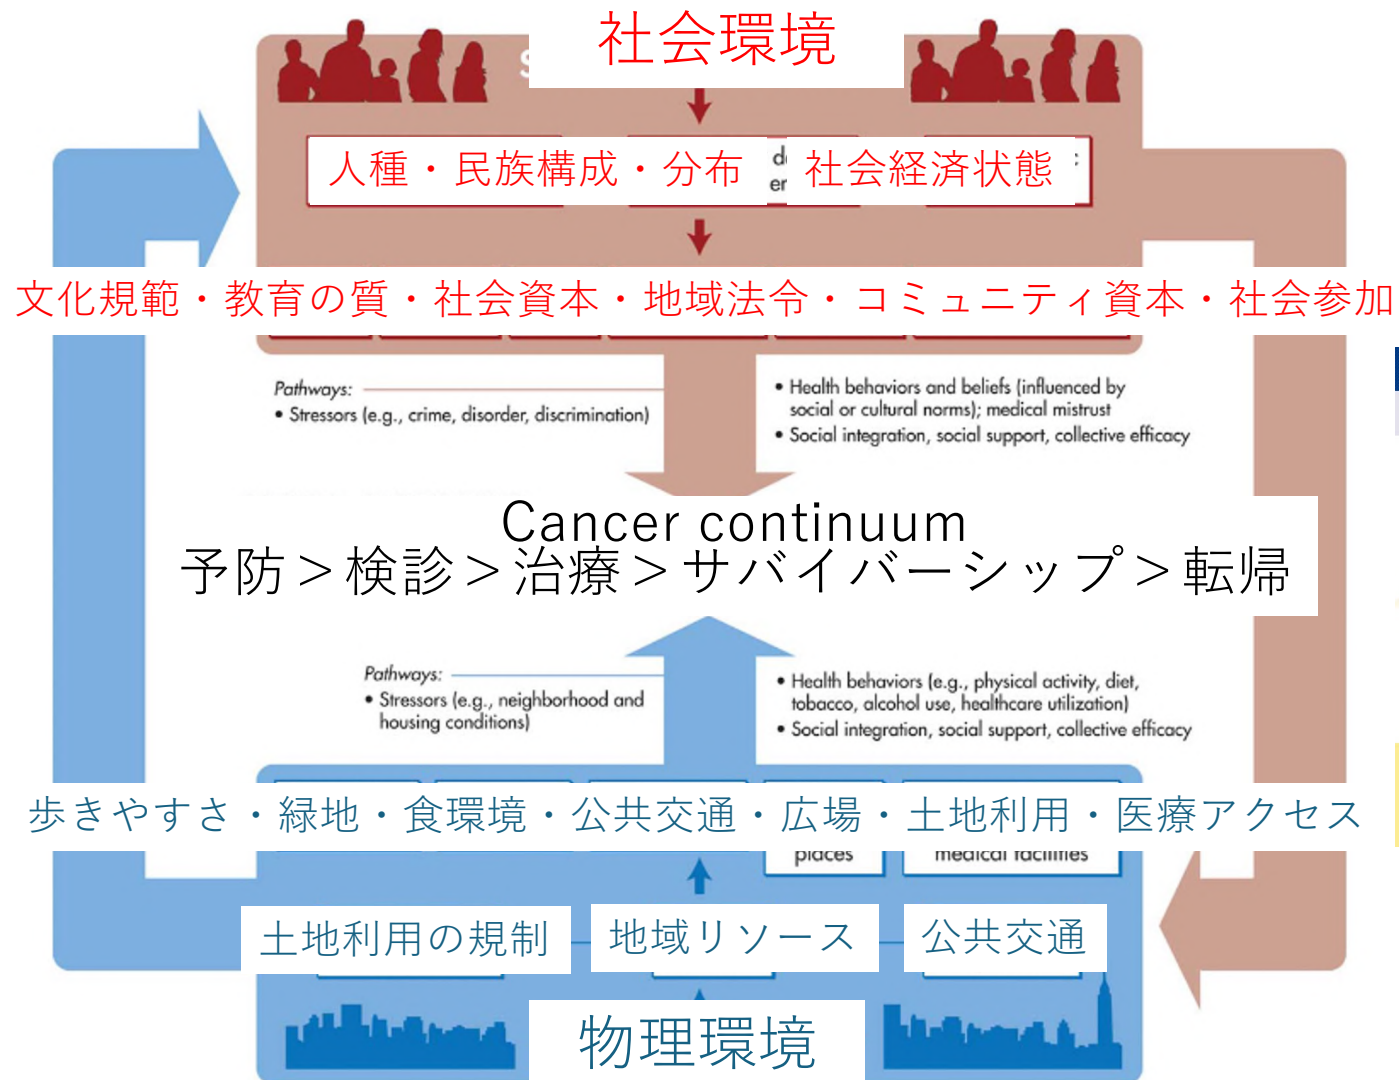 社会環境
人種・民族構成・分布
社会経済状態
文化規範・教育の質・社会資本・地域法令・コミュニティ資本・社会参加
Pathways:
• Stressors (e.g., crime, disorder, discrimination)
• Health behaviors and beliefs (influenced by
social or cultural norms); medical mistrust
• Social integration, social support, collective efficacy
Cancer continuum
予防＞検診＞治療＞サバイバーシップ＞転帰
Pathways:
• Stressors (e.g., neighborhood and
housing conditions)
• Health behaviors (e.g., physical activity, diet,
tobacco, alcohol use, healthcare utilization)
• Social integration, social support, collective efficacy
歩きやすさ・緑地・食環境・公共交通・広場・土地利用・医療アクセス
places
medical facilities
土地利用の規制
地域リソース
公共交通
物理環境